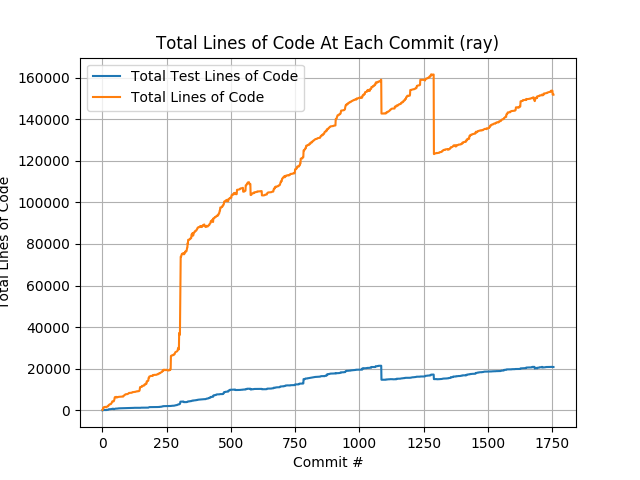 Total Lines of Code At Each Commit (ray)
Total Test Lines of Code
Total Lines of Code
160000
140000
120000
100000
80000
60000
40000
20000
0
Total Lines of Code
0 250 500 750 1000 1250 1500 1750
Commit #